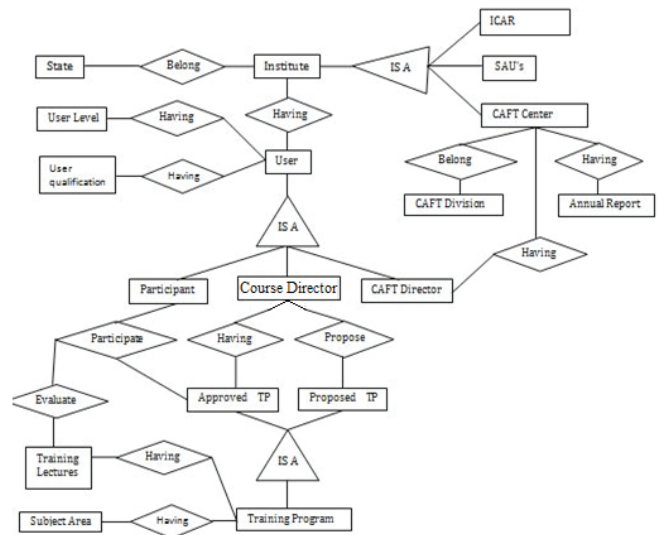 ICAR
State
Belong
Institute
IS A
SAU's
User Level
Having
Having
CAFT Center
User
qualification
Having
User
Belong
Having
CAFT Division
Annual Report
IS A
Having
Participant
Course Director
CAFT Director
Participate
Having
Propose
Evaluate
Approved TP
Proposed TP
Training
Lectures
Having
IS A
Subject Area
Having
Training Program